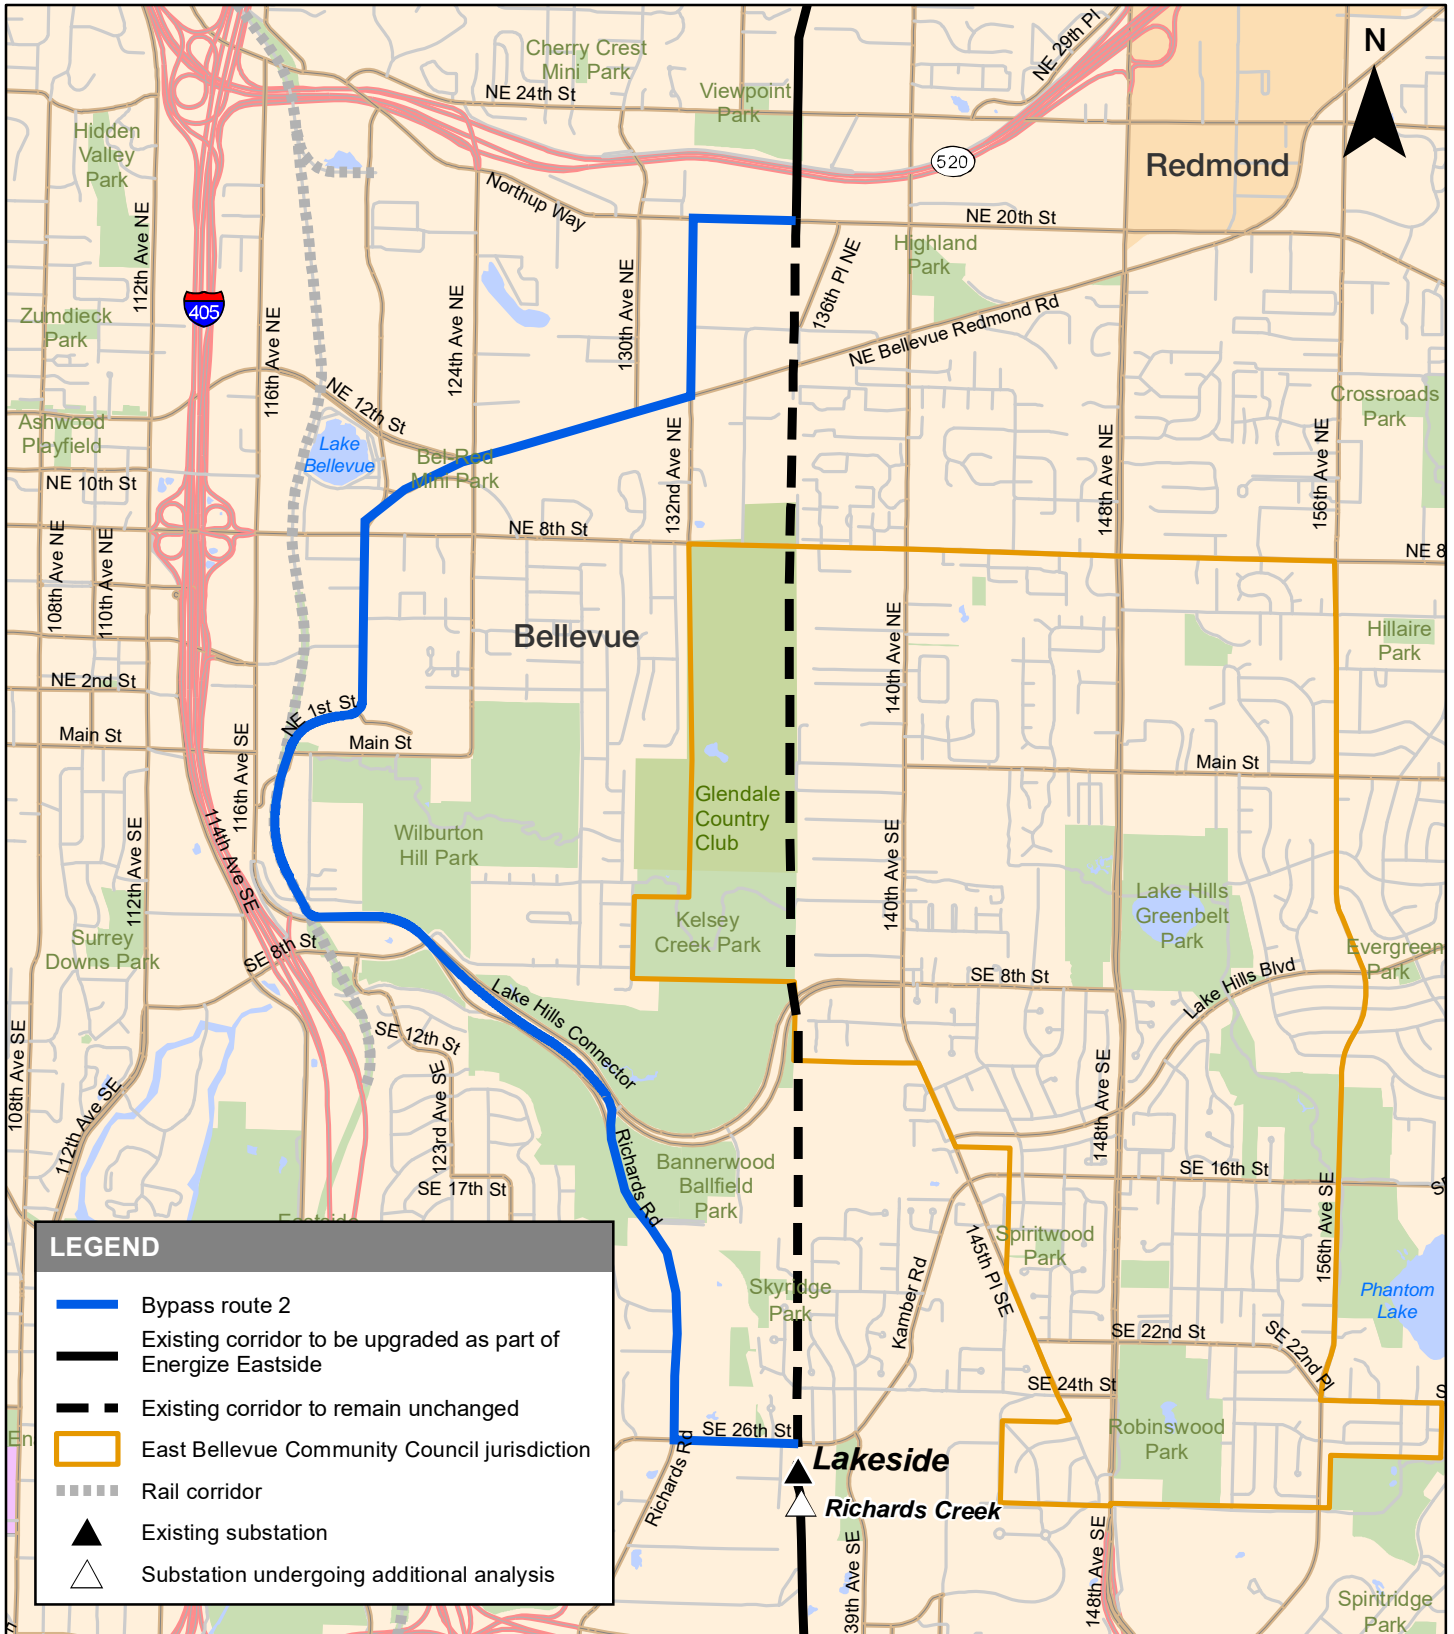 N
NE 29th Pl
Cherry Crest
Mini Park
NE 24th St
Viewpoint
Park
Hidden
Valley
Park
520
Redmond
Northup Way
NE 20th St
112th Ave NE
Highland
Park
136th Pl NE
130th Ave NE
124th Ave NE
116th Ave NE
405
Zumdieck
Park
NE Bellevue Redmond Rd
NE 12th St
Crossroads
Park
Ashwood
Playfield
Lake
Bellevue
Bel-Red
Mini Park
132nd Ave NE
148th Ave NE
156th Ave NE
NE 10th St
NE 8th St
NE 8
108th Ave NE
110th Ave NE
Bellevue
140th Ave NE
Hillaire
Park
NE 2nd St
NE 1st St
Main St
Main St
Main St
116th Ave SE
Glendale
Country
Club
114th Ave SE
112th Ave SE
Wilburton
Hill Park
140th Ave SE
Lake Hills
Greenbelt
Park
Kelsey
Creek Park
Surrey
Downs Park
SE 8th St
SE 8th St
Evergreen
Park
Lake Hills Blvd
Lake Hills Connector
SE 12th St
108th Ave SE
112th Ave SE
123rd Ave SE
148th Ave SE
Richards Rd
Bannerwood
Ballfield
Park
SE 16th St
S
SE 17th St
Eastside
156th Ave SE
145th Pl SE
Spiritwood
Park
Kamber Rd
Skyridge
Park
Phantom
Lake
SE 22nd St
SE 22nd Pl
SE 24th St
S
Robinswood
Park
SE 26th St
Richards Rd
Lakeside
Richards Creek
En
39th Ave SE
148th Ave SE
Spiritridge
Park
LEGEND
Bypass route 2
Existing corridor to be upgraded as part of
Energize Eastside
Existing corridor to remain unchanged
East Bellevue Community Council jurisdiction
Rail corridor
Existing substation
Substation undergoing additional analysis